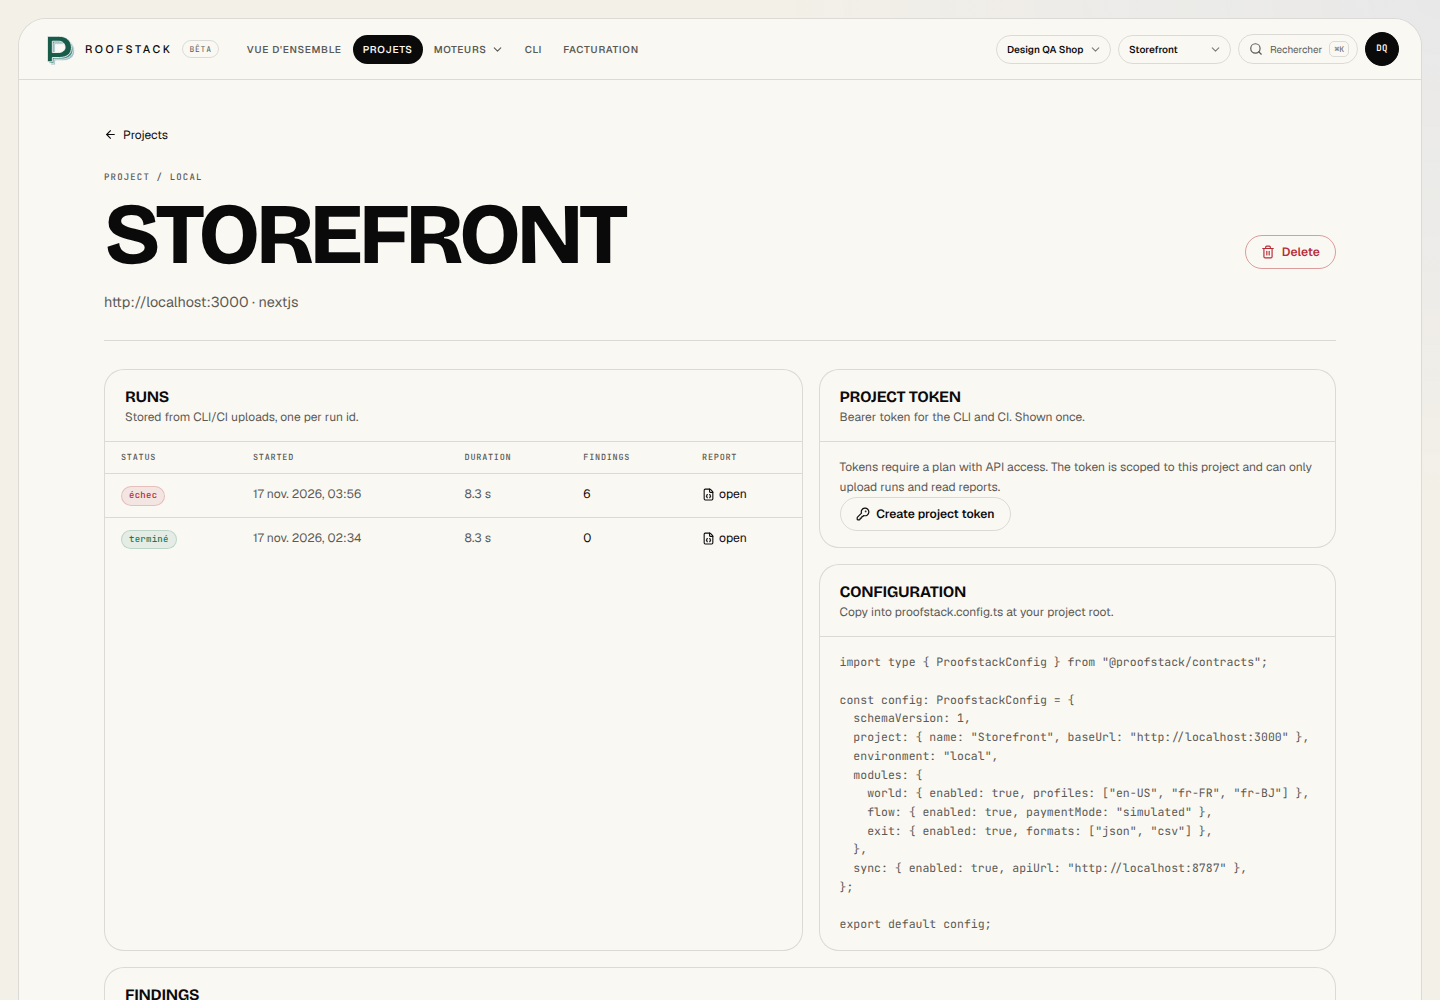 ROOFSTACK BÊTA VUE D'ENSEMBLE PROJETS MOTEURS CLI FACTURATION Design QA Shop Storefront Rechercher ⌘K DQ
Projects
PROJECT / LOCAL
STOREFRONT
Delete
http://localhost:3000 · nextjs
RUNS
Stored from CLI/CI uploads, one per run id.
STATUS STARTED DURATION FINDINGS REPORT
échec 17 nov. 2026, 03:56 8.3 s 6 open
terminé 17 nov. 2026, 02:34 8.3 s 0 open
PROJECT TOKEN
Bearer token for the CLI and CI. Shown once.
Tokens require a plan with API access. The token is scoped to this project and can only
upload runs and read reports.
Create project token
CONFIGURATION
Copy into proofstack.config.ts at your project root.
import type { ProofstackConfig } from "@proofstack/contracts";
const config: ProofstackConfig = {
schemaVersion: 1,
project: { name: "Storefront", baseUrl: "http://localhost:3000" },
environment: "local",
modules: {
world: { enabled: true, profiles: ["en-US", "fr-FR", "fr-BJ"] },
flow: { enabled: true, paymentMode: "simulated" },
exit: { enabled: true, formats: ["json", "csv"] },
},
sync: { enabled: true, apiUrl: "http://localhost:8787" },
};
export default config;
FINDINGS